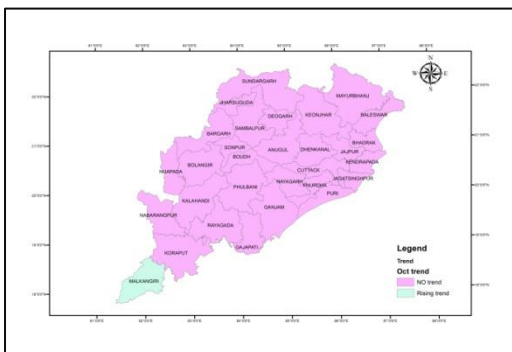 N
W E
S
SUNDARGARH
MAYURBHANJ
JHARSUGUDA
DEOGARH
KEONJHAR
BALESWAR
SAMBALPUR
BARGARH
BHADRAK
SONPUR
ANUGUL
DHENKANAL
JAJPUR
BOUDH
KENDRAPADA
BOLANGIR
CUTTACK
NUAPADA
NAYAGARH
JAGATSINGHPUR
PHULBANI
KHURDHA
PURI
KALAHANDI
GANJAM
NABARANGPUR
RAYAGADA
GAJAPATI
KORAPUT
MALKANGIRI
Legend
Trend
Oct trend
NO trend
Rising trend